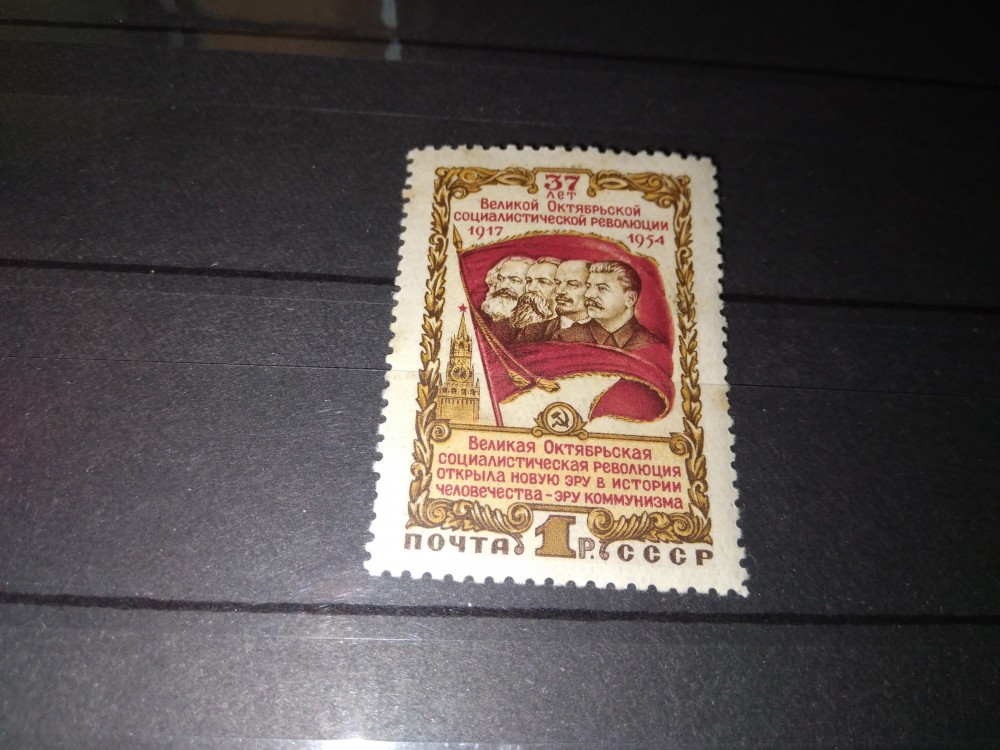 37
лет
Великой Октябрьской
социалистической революции
1917 1954
Великая Октябрьская
социалистическая революция
открыла новую эру в истории
человечества - эру коммунизма
ПОЧТА 1 Р. СССР